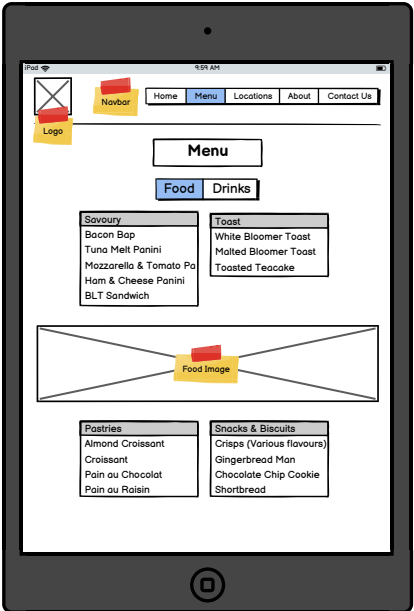 iPad 9:59 AM
Navbar
Home Menu Locations About Contact Us
Logo
Menu
Food Drinks
Savoury
Bacon Bap
Tuna Melt Panini
Mozzarella & Tomato Pa
Ham & Cheese Panini
BLT Sandwich
Toast
White Bloomer Toast
Malted Bloomer Toast
Toasted Teacake
Food Image
Pastries
Almond Croissant
Croissant
Pain au Chocolat
Pain au Raisin
Snacks & Biscuits
Crisps (Various flavours)
Gingerbread Man
Chocolate Chip Cookie
Shortbread